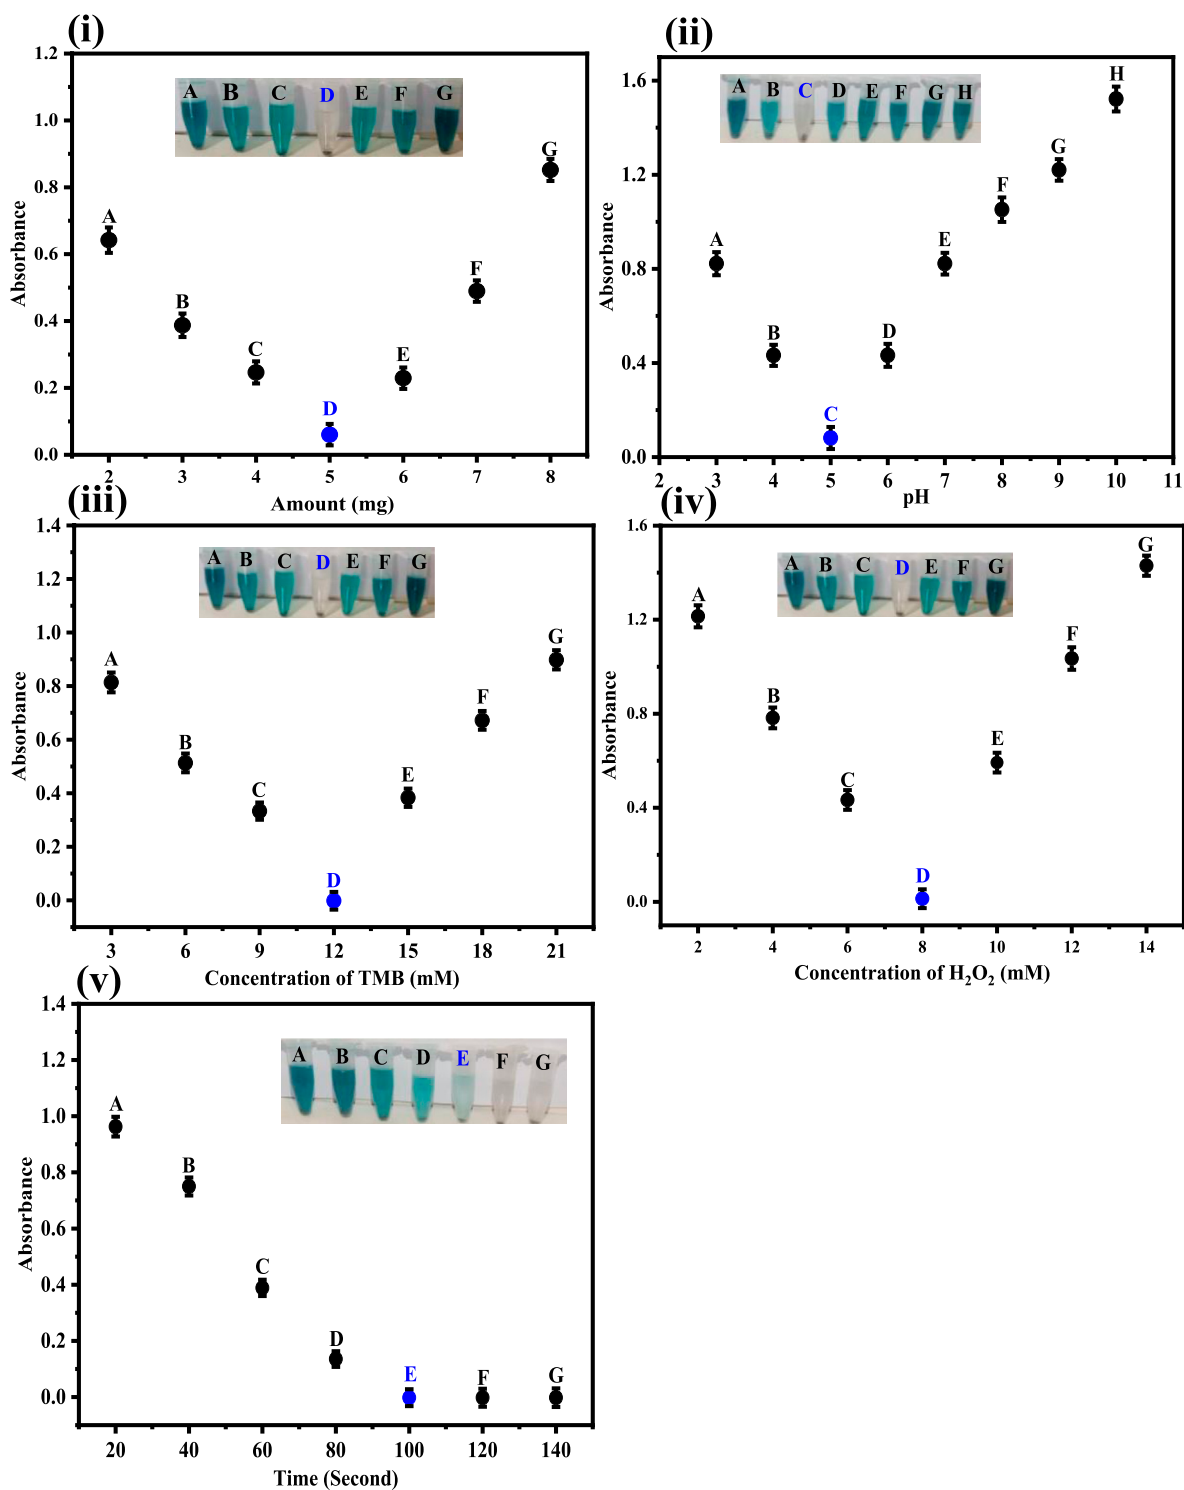 (i)
1.2
1.0
0.8
0.6
0.4
0.2
0.0
Absorbance
A B C D E F G
A
B
C
D
E
F
G
2 3 4 5 6 7 8
Amount (mg)
(ii)
1.6
1.2
0.8
0.4
0.0
Absorbance
A B C D E F G H
A
B
C
D
E
F
G
H
2 3 4 5 6 7 8 9 10 11
pH
(iii)
1.4
1.2
1.0
0.8
0.6
0.4
0.2
0.0
Absorbance
A B C D E F G
A
B
C
D
E
F
G
3 6 9 12 15 18 21
Concentration of TMB (mM)
(iv)
1.6
1.2
0.8
0.4
0.0
Absorbance
A B C D E F G
A
B
C
D
E
F
G
2 4 6 8 10 12 14
Concentration of H₂O₂ (mM)
(v)
1.4
1.2
1.0
0.8
0.6
0.4
0.2
0.0
Absorbance
A B C D E F G
A
B
C
D
E
F
G
20 40 60 80 100 120 140
Time (Second)